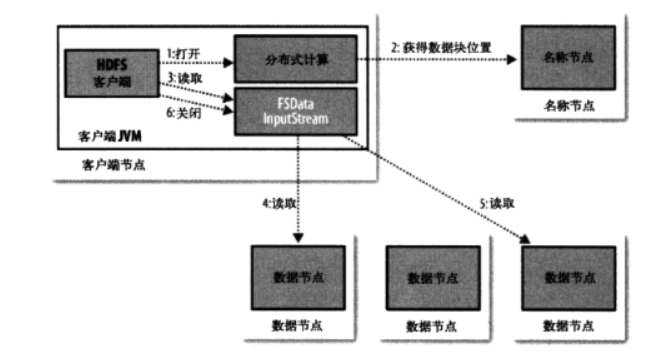 HDFS
客户端
1:打开
3:读取
6:关闭
分布式计算
FSData
InputStream
2: 获得数据块位置
名称节点
名称节点
客户端 JVM
客户端节点
4:读取
5:读取
数据节点
数据节点
数据节点
数据节点
数据节点
数据节点